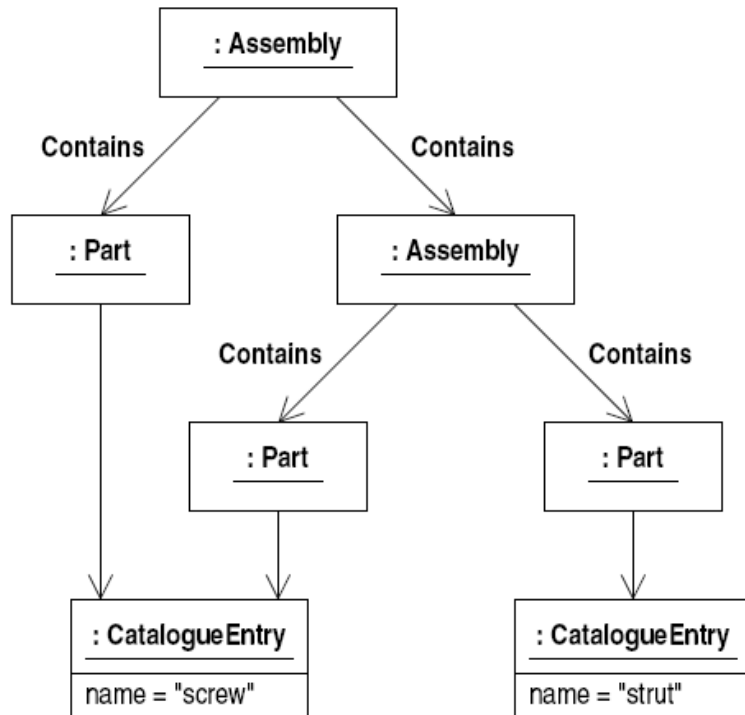 : Assembly
Contains
Contains
: Part
: Assembly
Contains
Contains
: Part
: Part
: CatalogueEntry
: CatalogueEntry
name = "screw"
name = "strut"